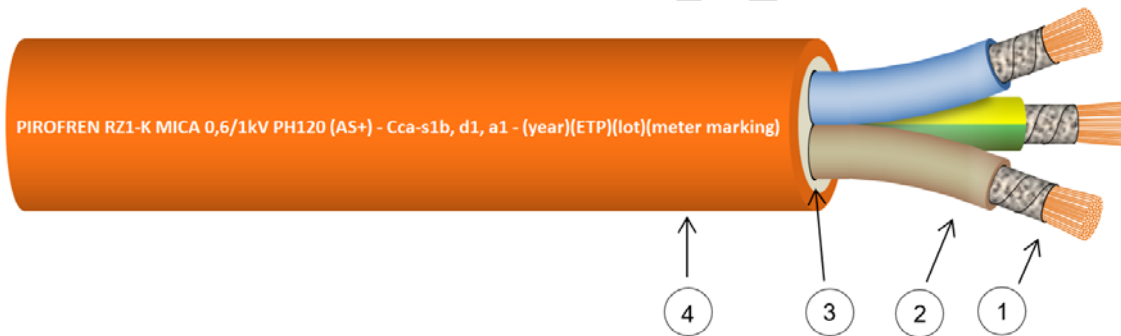 PIROFREN RZ1-K MICA 0,6/1kV PH120 (AS+) - Cca-s1b, d1, a1 - (year)(ETP)(lot)(meter marking)
4 3 2 1